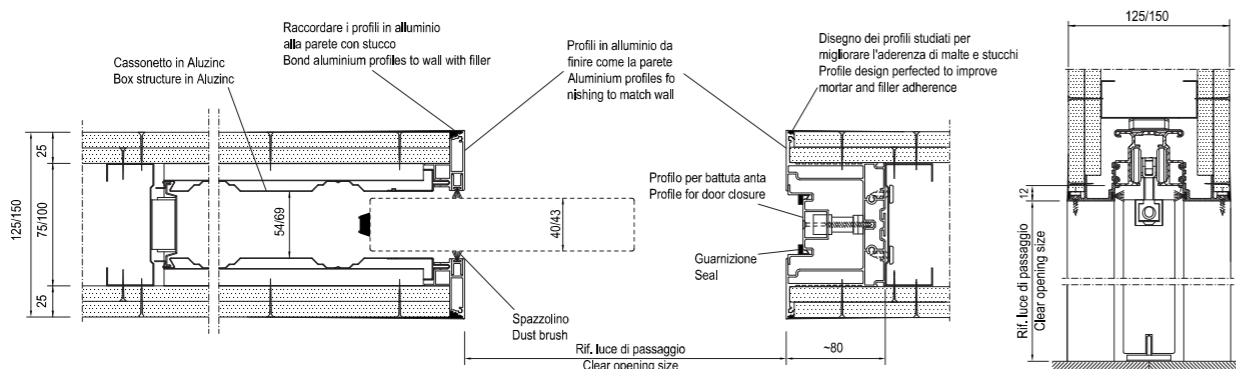 Raccordare i profili in alluminio
alla parete con stucco
Bond aluminium profiles to wall with filler
Cassonetto in Aluzinc
Box structure in Aluzinc
Profili in alluminio da
finire come la parete
Aluminium profiles fo
nishing to match wall
Disegno dei profili studiati per
migliorare l'aderenza di malte e stucchi
Profile design perfected to improve
mortar and filler adherence
125/150
125/150
25
75/100
25
54/69
40/43
Profilo per battuta anta
Profile for door closure
Guarnizione
Seal
Spazzolino
Dust brush
Rif. luce di passaggio
Clear opening size
~80
12
Rif. luce di passaggio
Clear opening size